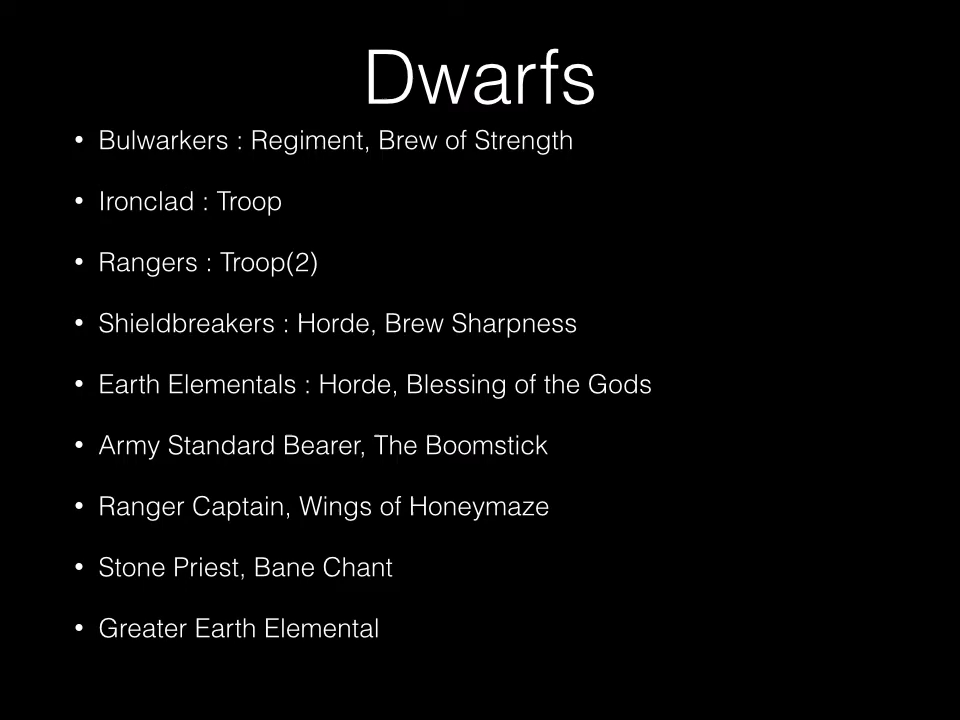 Dwarfs
• Bulwarkers : Regiment, Brew of Strength
• Ironclad : Troop
• Rangers : Troop(2)
• Shieldbreakers : Horde, Brew Sharpness
• Earth Elementals : Horde, Blessing of the Gods
• Army Standard Bearer, The Boomstick
• Ranger Captain, Wings of Honeymaze
• Stone Priest, Bane Chant
• Greater Earth Elemental